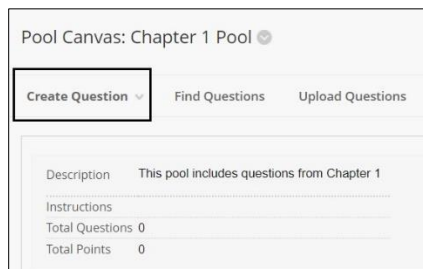 Pool Canvas: Chapter 1 Pool
Create Question Find Questions Upload Questions
Description This pool includes questions from Chapter 1
Instructions
Total Questions 0
Total Points 0